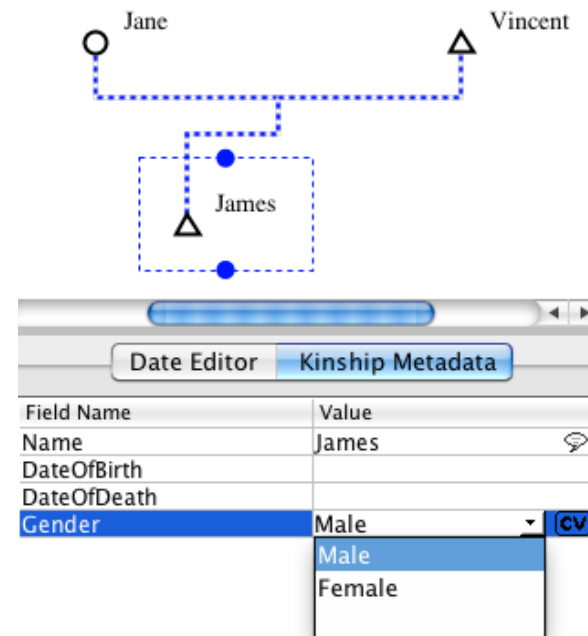 Jane Vincent
James
Date Editor Kinship Metadata
Field Name Value
Name James
DateOfBirth
DateOfDeath
Gender Male CV
Male
Female